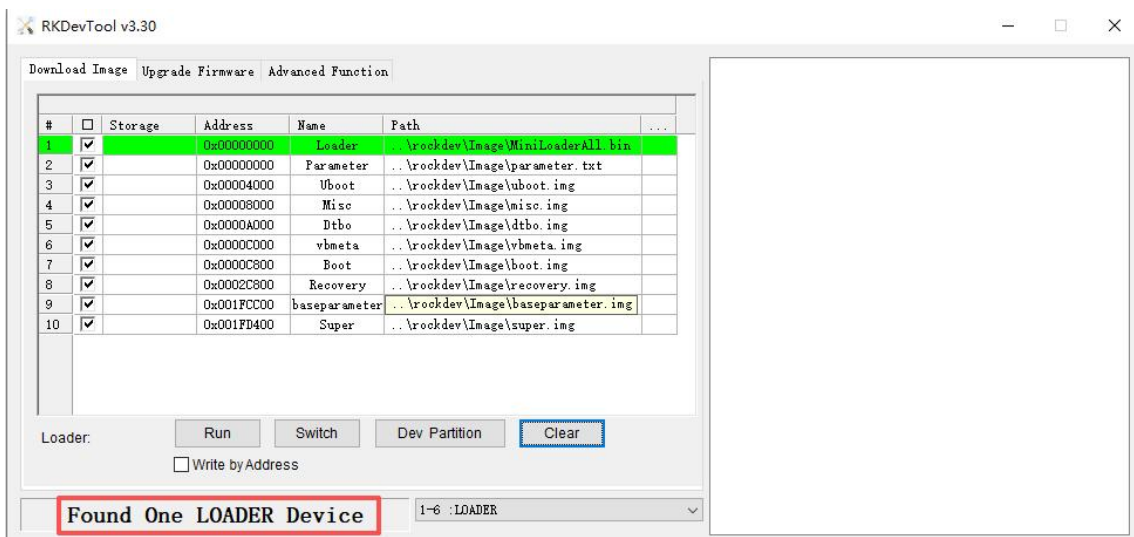 RKDevTool v3.30
Download Image Upgrade Firmware Advanced Function
# Storage Address Name Path ...
1 0x00000000 Loader ..\rockdev\Image\MiniLoaderAll.bin
2 0x00000000 Parameter ..\rockdev\Image\parameter.txt
3 0x00004000 Uboot ..\rockdev\Image\uboot.img
4 0x00008000 Misc ..\rockdev\Image\misc.img
5 0x0000A000 Dtbo ..\rockdev\Image\dtbo.img
6 0x0000C000 vbmeta ..\rockdev\Image\vbmeta.img
7 0x0000C800 Boot ..\rockdev\Image\boot.img
8 0x0002C800 Recovery ..\rockdev\Image\recovery.img
9 0x001FCC00 baseparameter ..\rockdev\Image\baseparameter.img
10 0x001FD400 Super ..\rockdev\Image\super.img
Loader: Run Switch Dev Partition Clear
Write by Address
Found One LOADER Device 1-6 :LOADER